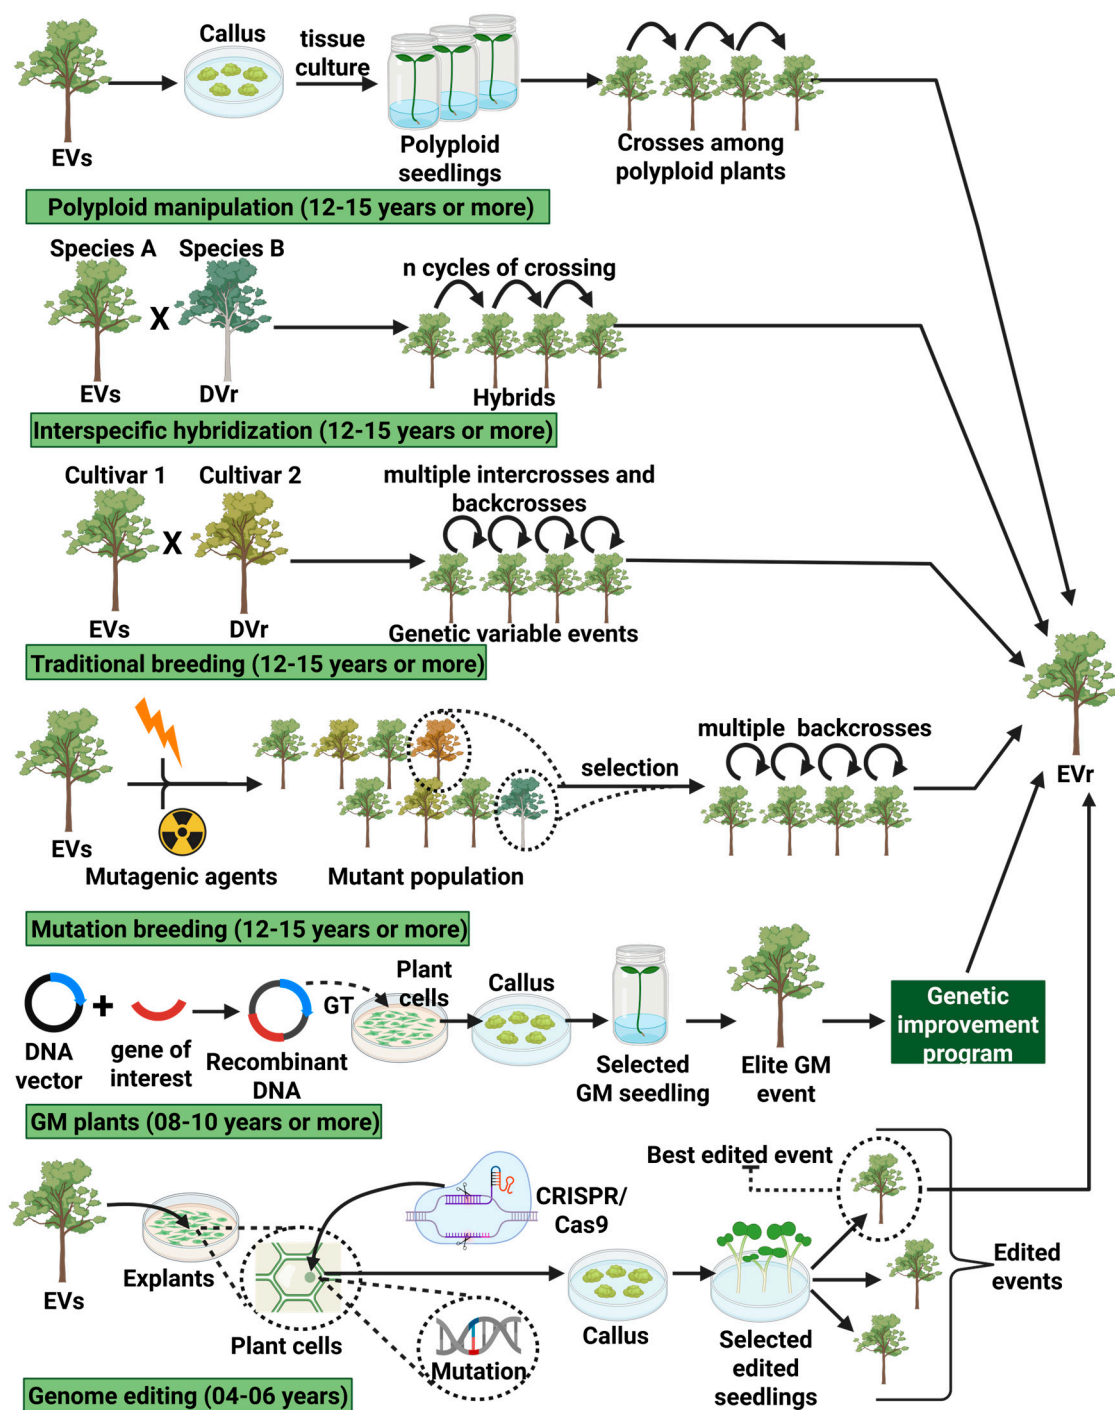 Callus
tissue
culture
EVs
Polyploid
seedlings
Crosses among
polyploid plants
Polyploid manipulation (12-15 years or more)
Species A
Species B
n cycles of crossing
X
EVs
DVr
Hybrids
Interspecific hybridization (12-15 years or more)
Cultivar 1
Cultivar 2
multiple intercrosses and
backcrosses
X
EVs
DVr
Genetic variable events
Traditional breeding (12-15 years or more)
EVr
multiple backcrosses
selection
EVs
Mutagenic agents
Mutant population
Mutation breeding (12-15 years or more)
+
GT
Plant
cells
Callus
DNA
vector
gene of
interest
Recombinant
DNA
Selected
GM seedling
Elite GM
event
Genetic
improvement
program
GM plants (08-10 years or more)
Best edited event
CRISPR/
Cas9
EVs
Explants
Plant cells
Mutation
Callus
Selected
edited
seedlings
Edited
events
Genome editing (04-06 years)